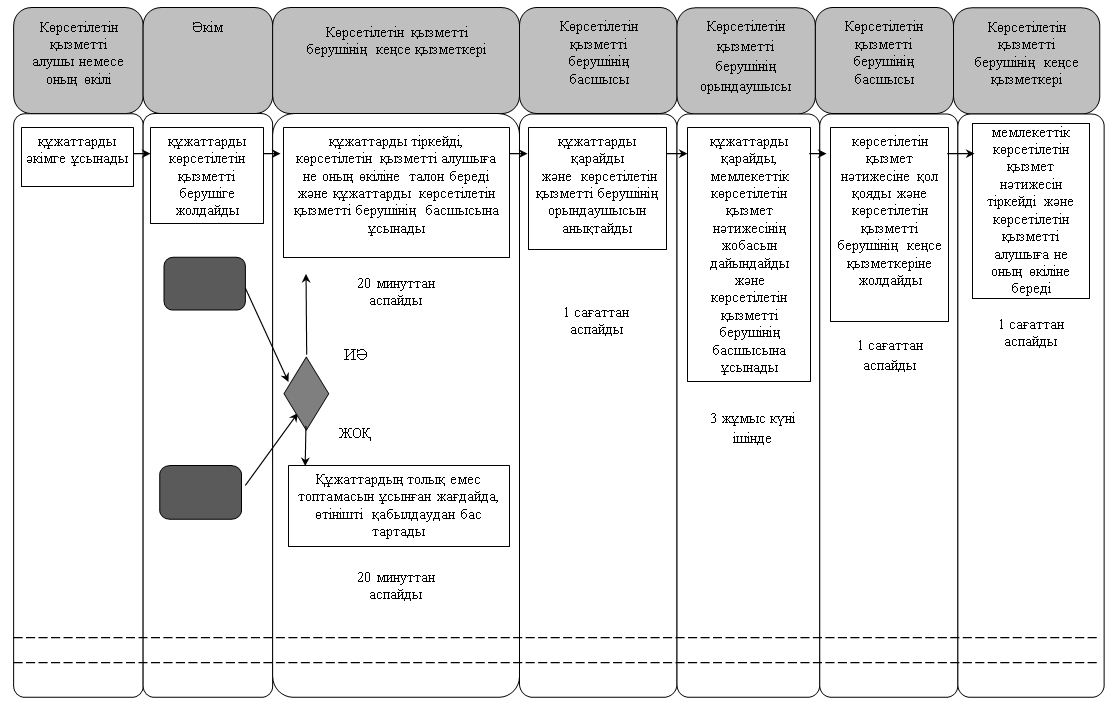 Көрсетілетін
қызметті
алушы немесе
оның өкілі
Әкім
Көрсетілетін қызметті
берушінің кеңсе қызметкері
Көрсетілетін
қызметті
берушінің
басшысы
Көрсетілетін
қызметті
берушінің
орындаушысы
Көрсетілетін
қызметті
берушінің
басшысы
Көрсетілетін
қызметті
берушінің кеңсе
қызметкері
құжаттарды
әкімге ұсынады
құжаттарды
көрсетілетін
қызметті
берушіге
жолдайды
құжаттарды тіркейді,
көрсетілетін қызметті алушыға
не оның өкіліне талон береді
және құжаттарды көрсетілетін
қызметті берушінің басшысына
ұсынады
20 минуттан
аспайды
ИӘ
ЖОҚ
Құжаттардың толық емес
топтамасын ұсынған жағдайда,
өтінішті қабылдаудан бас
тартады
20 минуттан
аспайды
құжаттарды
қарайды
және көрсетілетін
қызметті берушінің
орындаушысын
анықтайды
1 сағаттан
аспайды
құжаттарды
қарайды,
мемлекеттік
көрсетілетін
қызмет
нәтижесінің
жобасын
дайындайды
және
көрсетілетін
қызметті
берушінің
басшысына
ұсынады
3 жұмыс күні
ішінде
көрсетілетін
қызмет
нәтижесіне қол
қояды және
көрсетілетін
қызметті
берушінің кеңсе
қызметкеріне
жолдайды
1 сағаттан
аспайды
мемлекеттік
көрсетілетін
қызмет
нәтижесін
тіркейді және
көрсетілетін
қызметті
алушыға не
оның өкіліне
береді
1 сағаттан
аспайды